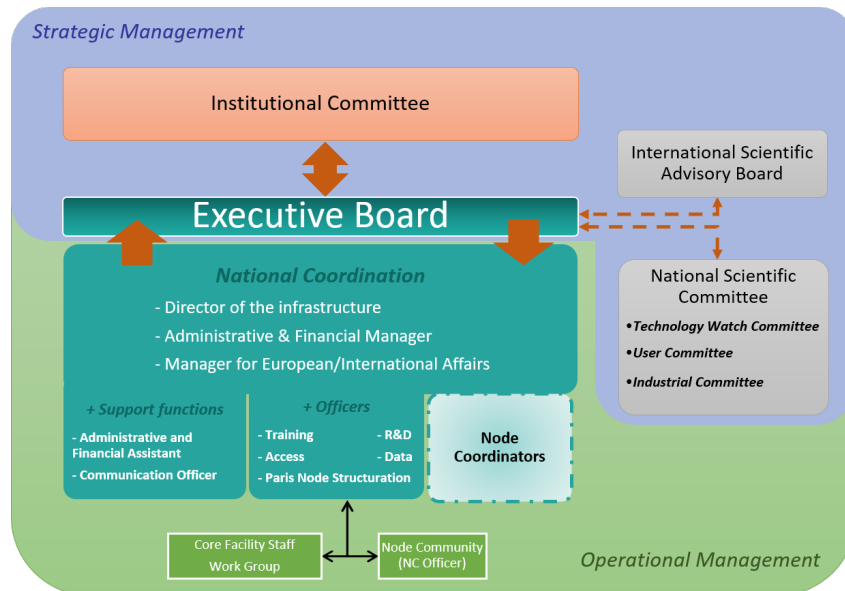 Strategic Management
Institutional Committee
International Scientific
Advisory Board
Executive Board
National Coordination
- Director of the infrastructure
- Administrative & Financial Manager
- Manager for European/International Affairs
National Scientific
Committee
•Technology Watch Committee
•User Committee
•Industrial Committee
+ Support functions
- Administrative and
Financial Assistant
- Communication Officer
+ Officers
- Training - R&D
- Access - Data
- Paris Node Structuration
Node
Coordinators
Core Facility Staff
Work Group
Node Community
(NC Officer)
Operational Management